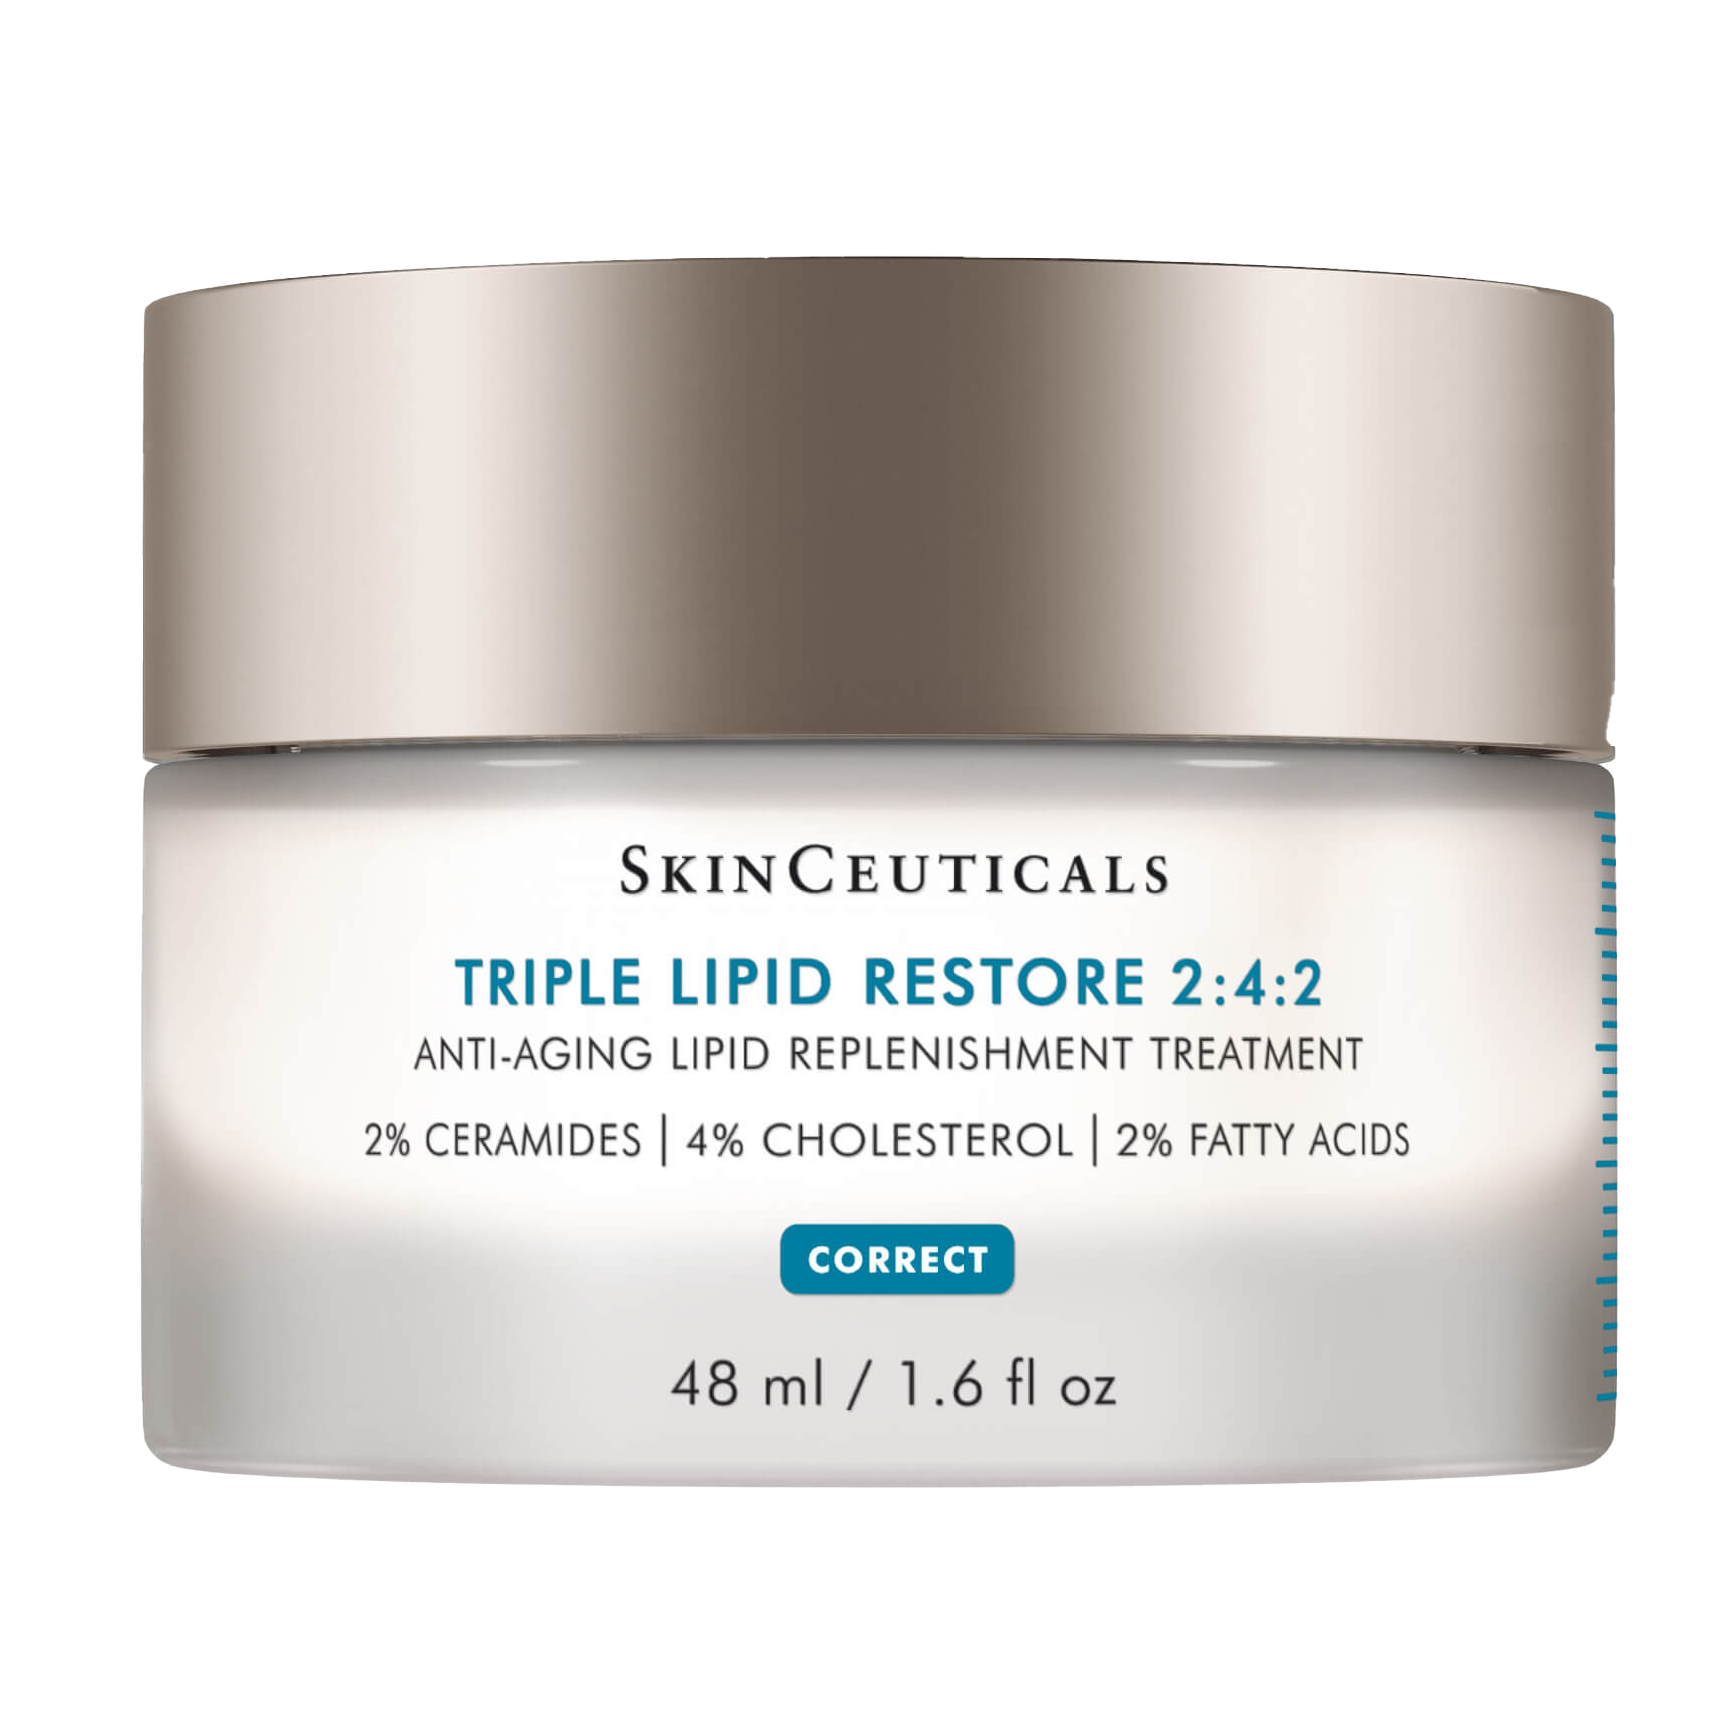 SKINCEUTICALS
TRIPLE LIPID RESTORE 2:4:2
ANTI-AGING LIPID REPLENISHMENT TREATMENT
2% CERAMIDES | 4% CHOLESTEROL | 2% FATTY ACIDS
CORRECT
48 ml / 1.6 fl oz